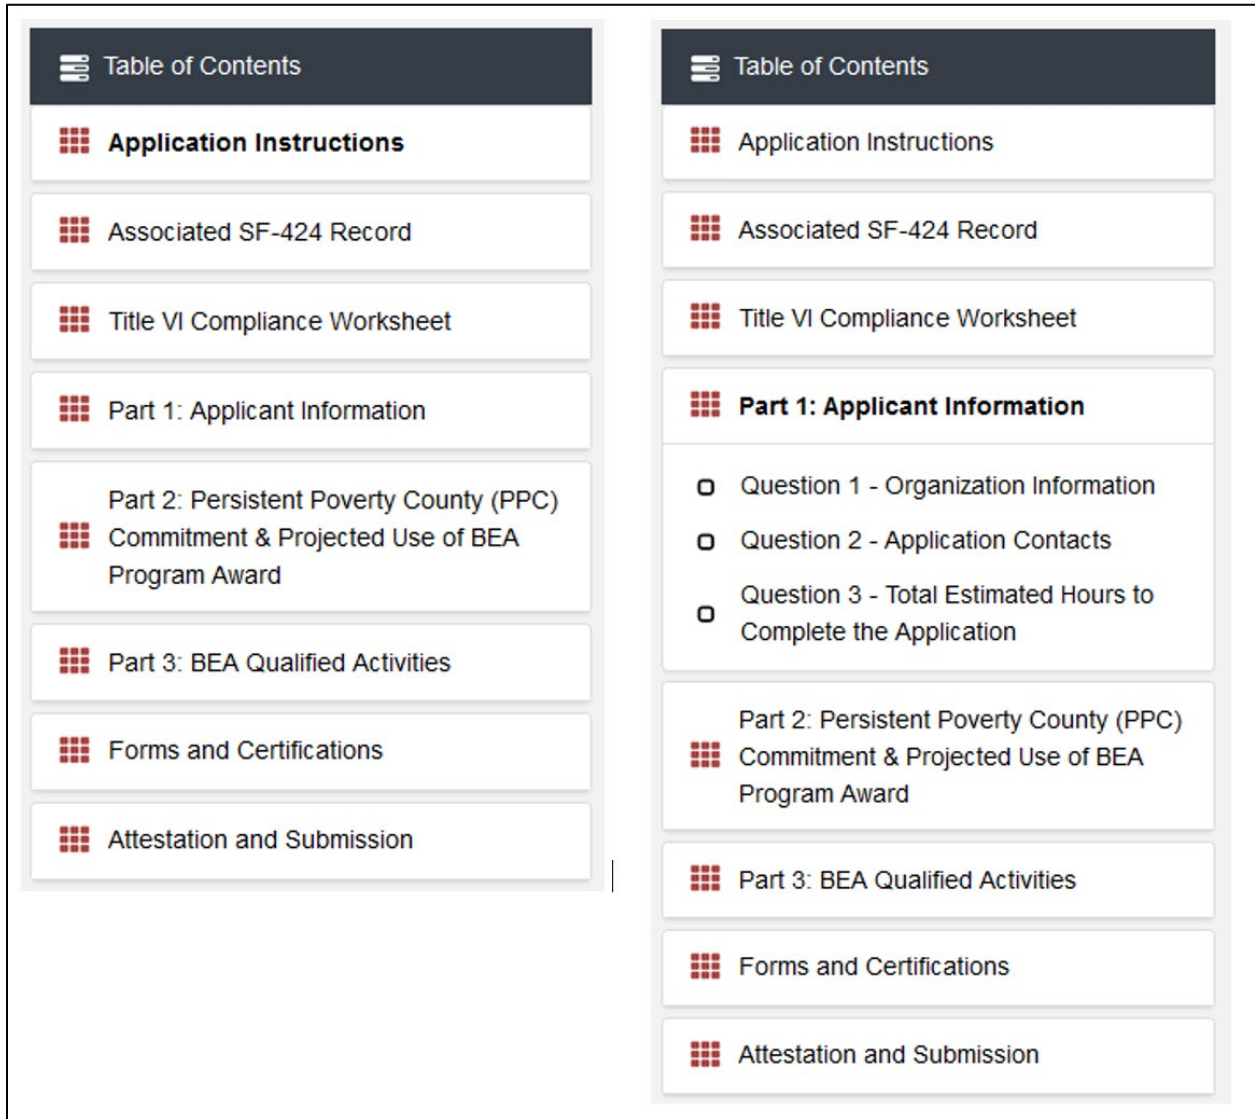 Table of Contents
Application Instructions
Associated SF-424 Record
Title VI Compliance Worksheet
Part 1: Applicant Information
Part 2: Persistent Poverty County (PPC)
Commitment & Projected Use of BEA
Program Award
Part 3: BEA Qualified Activities
Forms and Certifications
Attestation and Submission
Table of Contents
Application Instructions
Associated SF-424 Record
Title VI Compliance Worksheet
Part 1: Applicant Information
Question 1 - Organization Information
Question 2 - Application Contacts
Question 3 - Total Estimated Hours to
Complete the Application
Part 2: Persistent Poverty County (PPC)
Commitment & Projected Use of BEA
Program Award
Part 3: BEA Qualified Activities
Forms and Certifications
Attestation and Submission